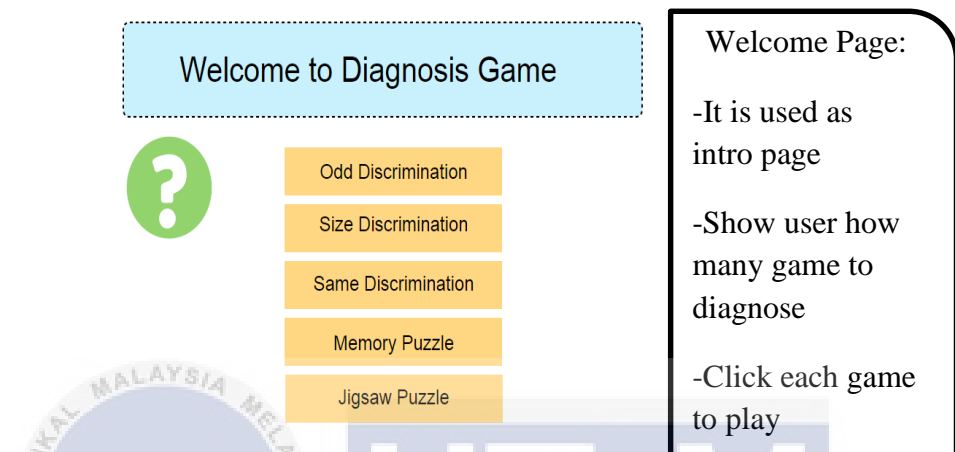 Welcome to Diagnosis Game
?
Odd Discrimination
Size Discrimination
Same Discrimination
Memory Puzzle
Jigsaw Puzzle
Welcome Page:
-It is used as
intro page
-Show user how
many game to
diagnose
-Click each game
to play
MALAYSIA